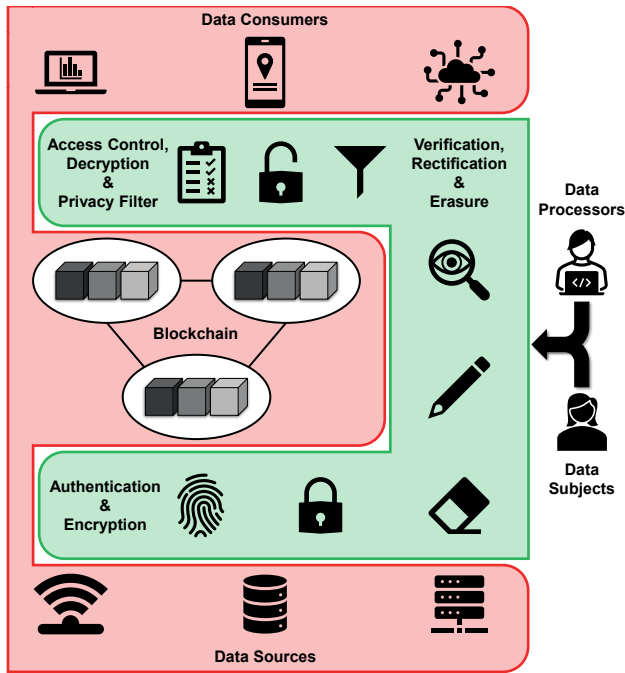 Data Consumers
Access Control,
Decryption
&
Privacy Filter
Verification,
Rectification
&
Erasure
Data
Processors
</>
Blockchain
Authentication
&
Encryption
Data
Subjects
Data Sources